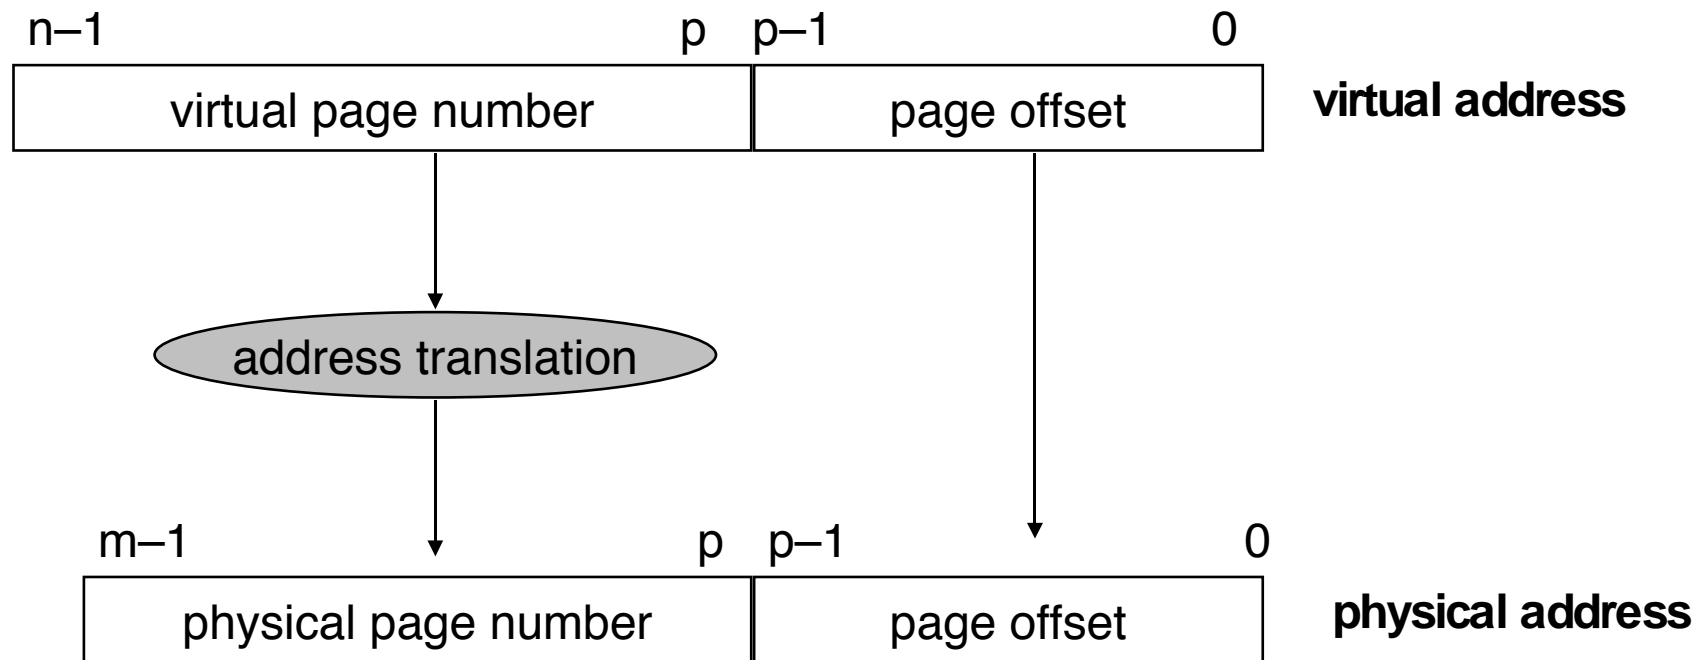 n–1 p p–1 0
virtual page number page offset virtual address
address translation
m–1 p p–1 0
physical page number page offset physical address